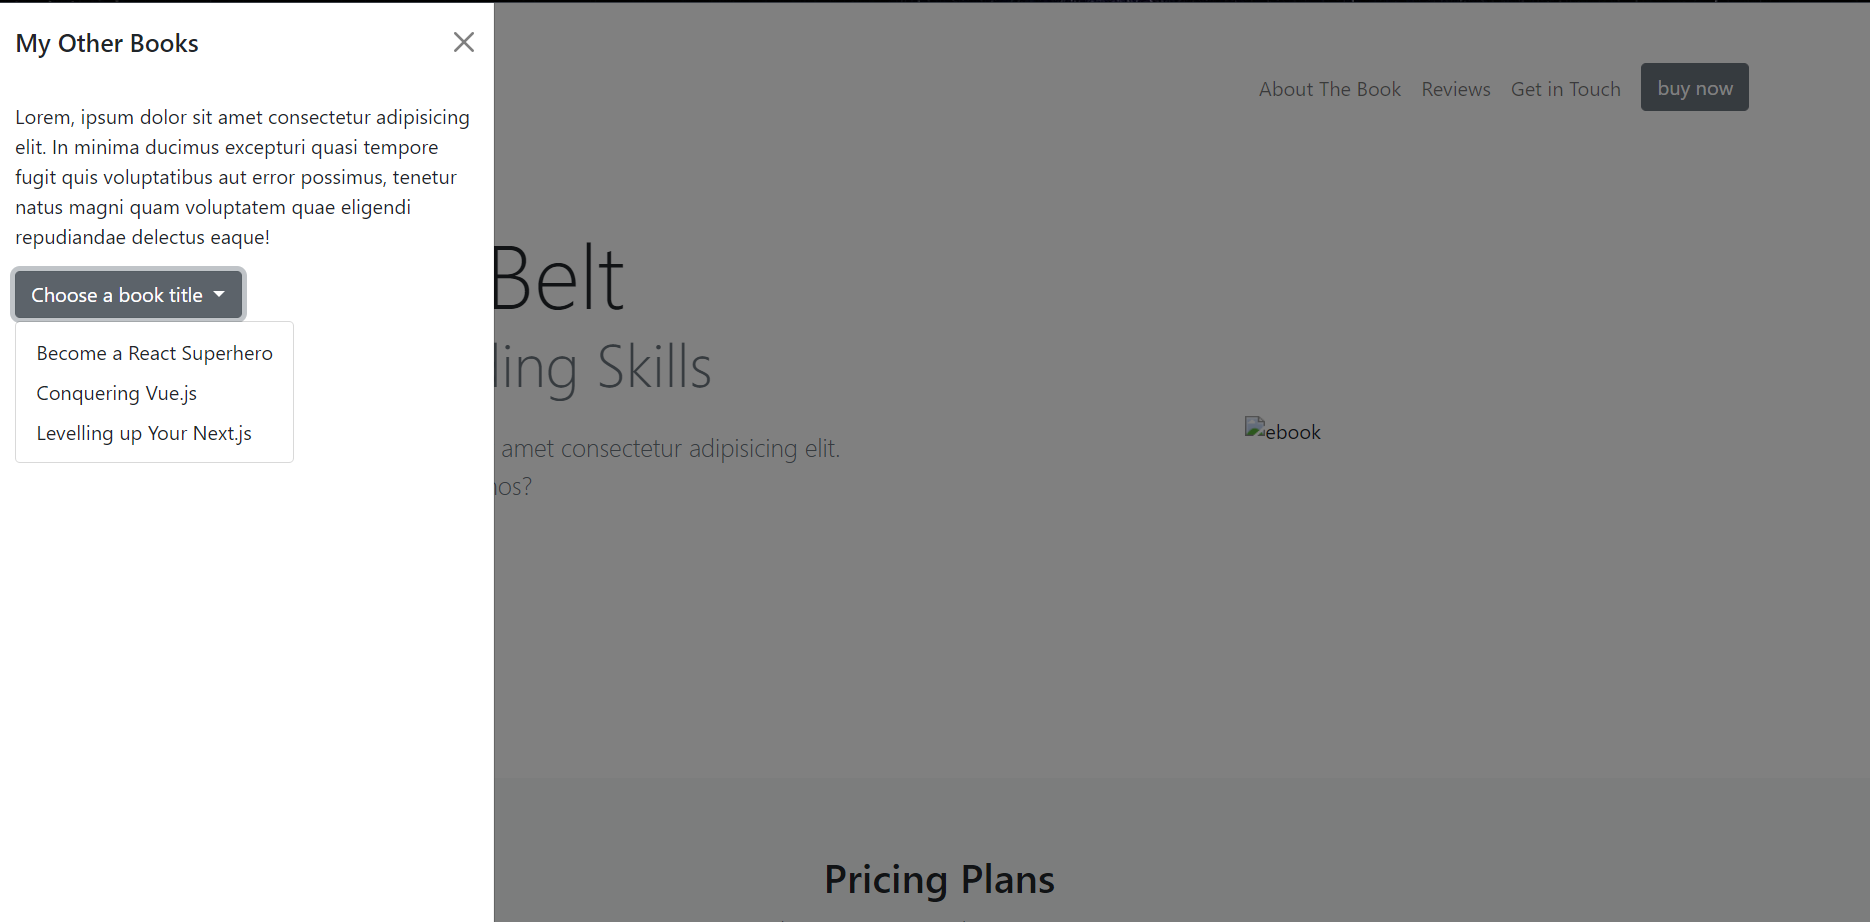 My Other Books
Lorem, ipsum dolor sit amet consectetur adipisicing
elit. In minima ducimus excepturi quasi tempore
fugit quis voluptatibus aut error possimus, tenetur
natus magni quam voluptatem quae eligendi
repudiandae delectus eaque!
Choose a book title
Become a React Superhero
Conquering Vue.js
Levelling up Your Next.js
About The Book
Reviews
Get in Touch
buy now
Belt
ling Skills
amet consectetur adipisicing elit.
os?
ebook
Pricing Plans